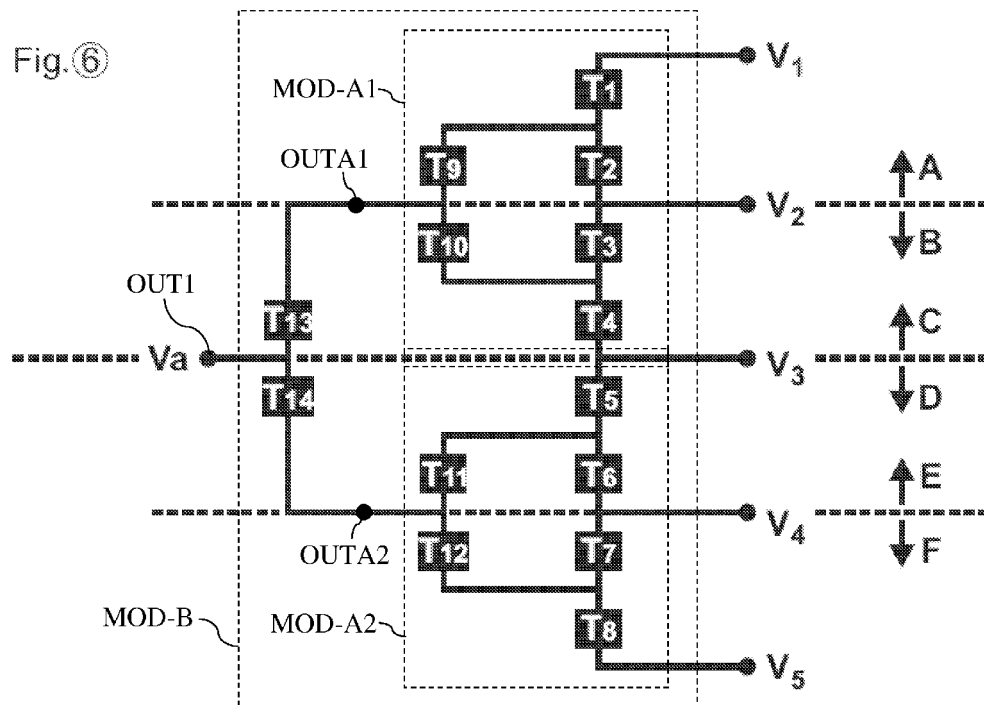 Fig.⑥
MOD-A1
T1
V1
OUTA1
T9
T2
A
V2
B
T10
T3
OUT1
T13
T4
C
Va
V3
T14
T5
D
T11
T6
E
V4
OUTA2
T12
T7
F
MOD-B
MOD-A2
T8
V5